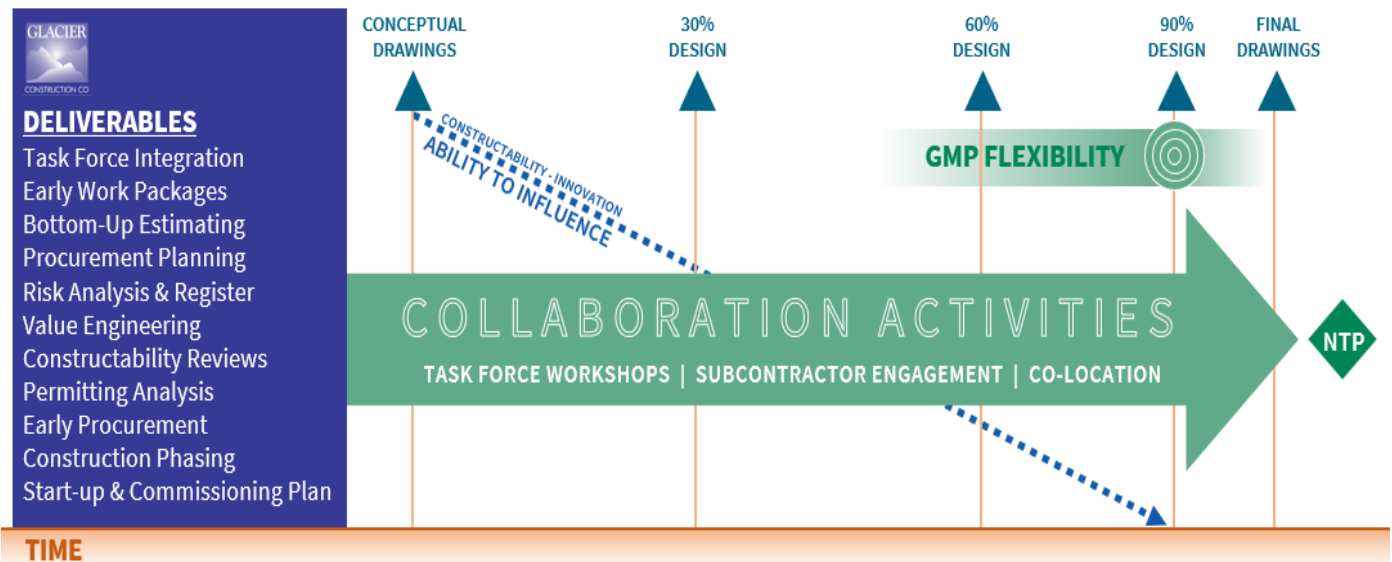 GLACIER
CONSTRUCTION CO
DELIVERABLES
Task Force Integration
Early Work Packages
Bottom-Up Estimating
Procurement Planning
Risk Analysis & Register
Value Engineering
Constructability Reviews
Permitting Analysis
Early Procurement
Construction Phasing
Start-up & Commissioning Plan
CONCEPTUAL
DRAWINGS
30%
DESIGN
60%
DESIGN
90%
DESIGN
FINAL
DRAWINGS
CONSTRUCTABILITY - INNOVATION
ABILITY TO INFLUENCE
GMP FLEXIBILITY
COLLABORATION ACTIVITIES
TASK FORCE WORKSHOPS | SUBCONTRACTOR ENGAGEMENT | CO-LOCATION
NTP
TIME